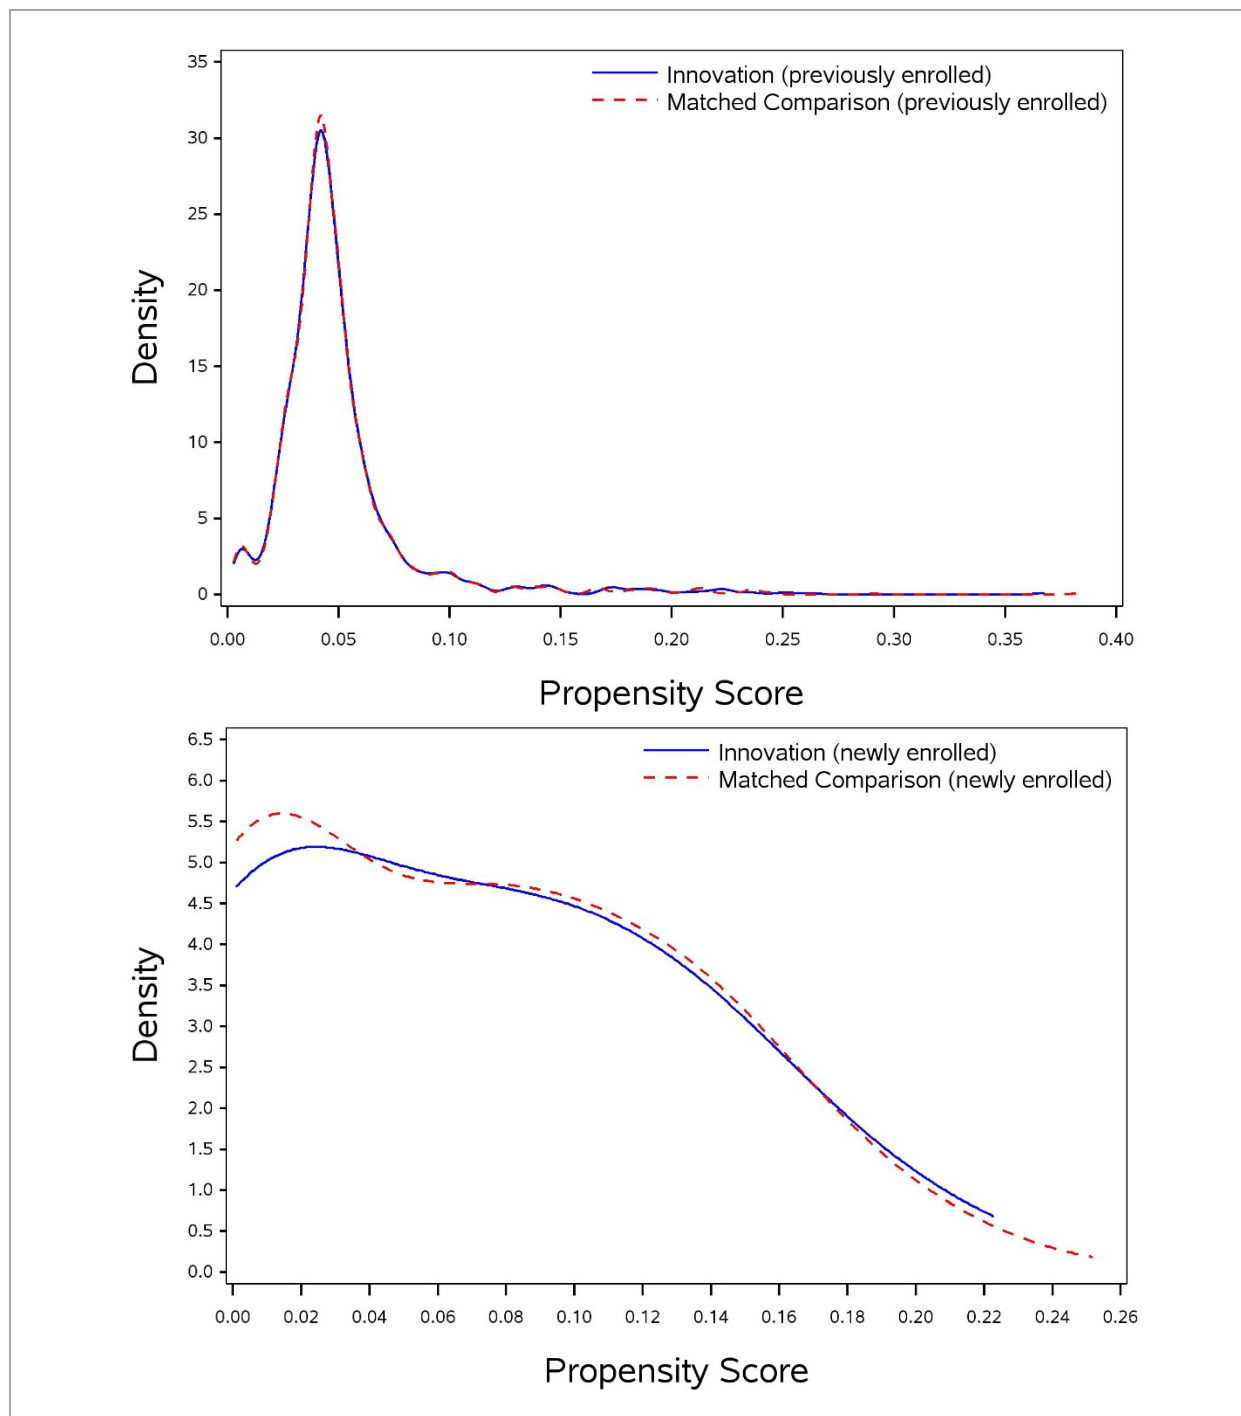 35
30
25
20
15
10
5
0
Density
Innovation (previously enrolled)
Matched Comparison (previously enrolled)
0.00 0.05 0.10 0.15 0.20 0.25 0.30 0.35 0.40
Propensity Score
6.5
6.0
5.5
5.0
4.5
4.0
3.5
3.0
2.5
2.0
1.5
1.0
0.5
0.0
Density
Innovation (newly enrolled)
Matched Comparison (newly enrolled)
0.00 0.02 0.04 0.06 0.08 0.10 0.12 0.14 0.16 0.18 0.20 0.22 0.24 0.26
Propensity Score